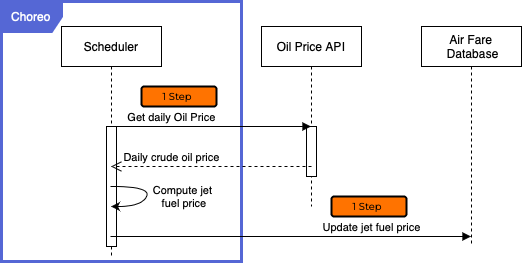 Choreo
Scheduler
Oil Price API
Air Fare
Database
1 Step
Get daily Oil Price
Daily crude oil price
Compute jet
fuel price
1 Step
Update jet fuel price